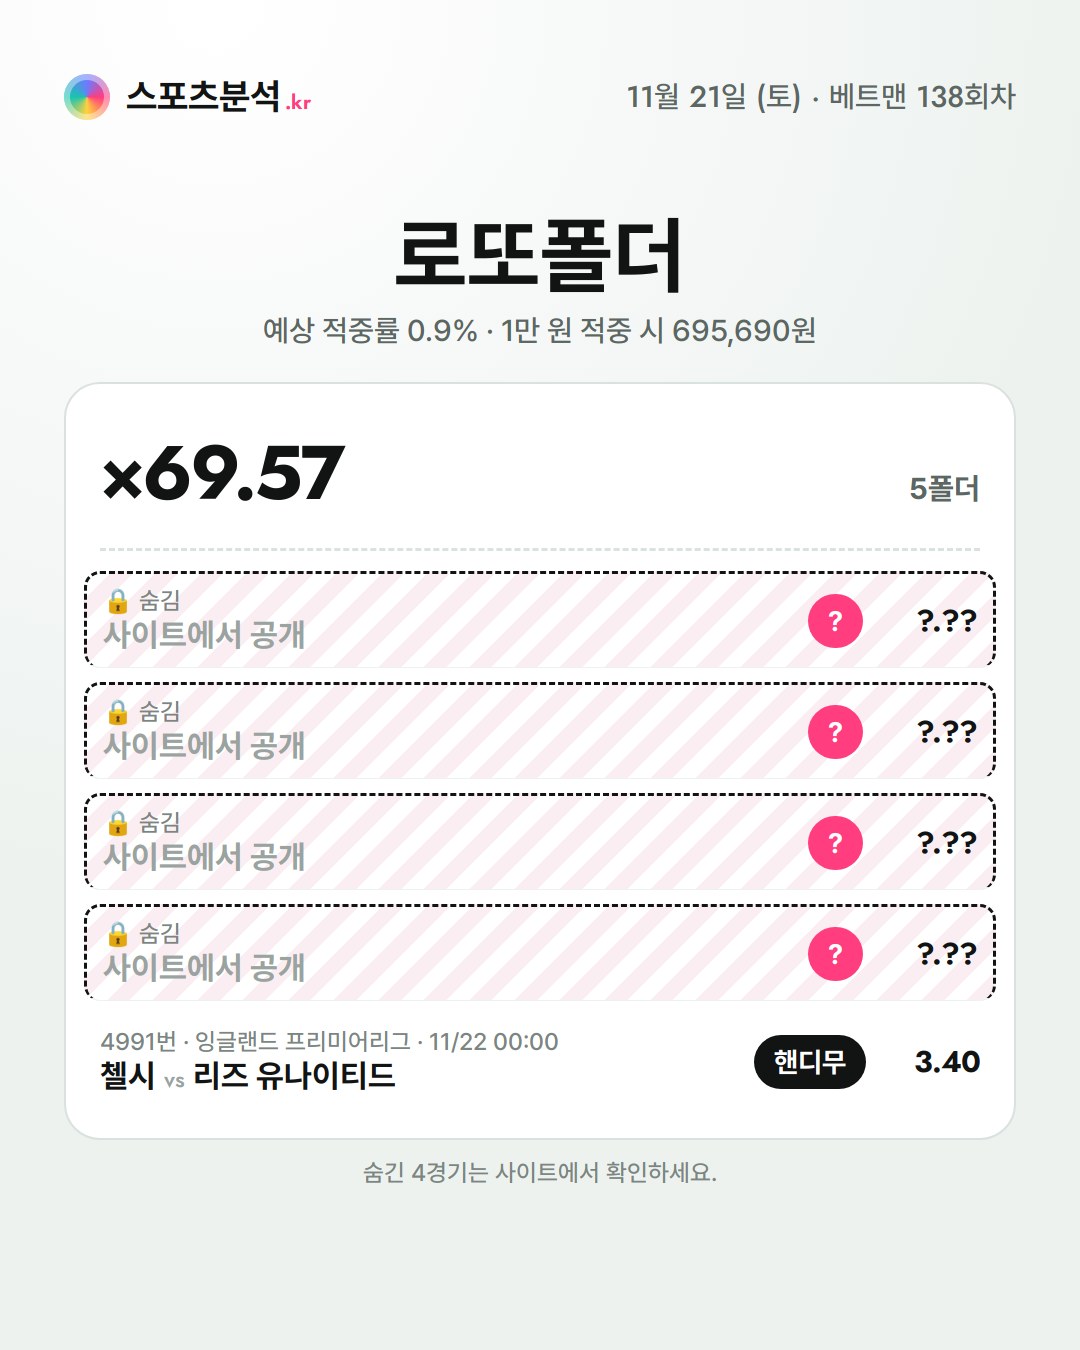 스포츠분석.kr
11월 21일 (토) · 베트맨 138회차
로또폴더
예상 적중률 0.9% · 1만 원 적중 시 695,690원
×69.57
5폴더
🔒 숨김
사이트에서 공개
?
?.??
🔒 숨김
사이트에서 공개
?
?.??
🔒 숨김
사이트에서 공개
?
?.??
🔒 숨김
사이트에서 공개
?
?.??
4991번 · 잉글랜드 프리미어리그 · 11/22 00:00
첼시 vs 리즈 유나이티드
핸디무
3.40
숨긴 4경기는 사이트에서 확인하세요.